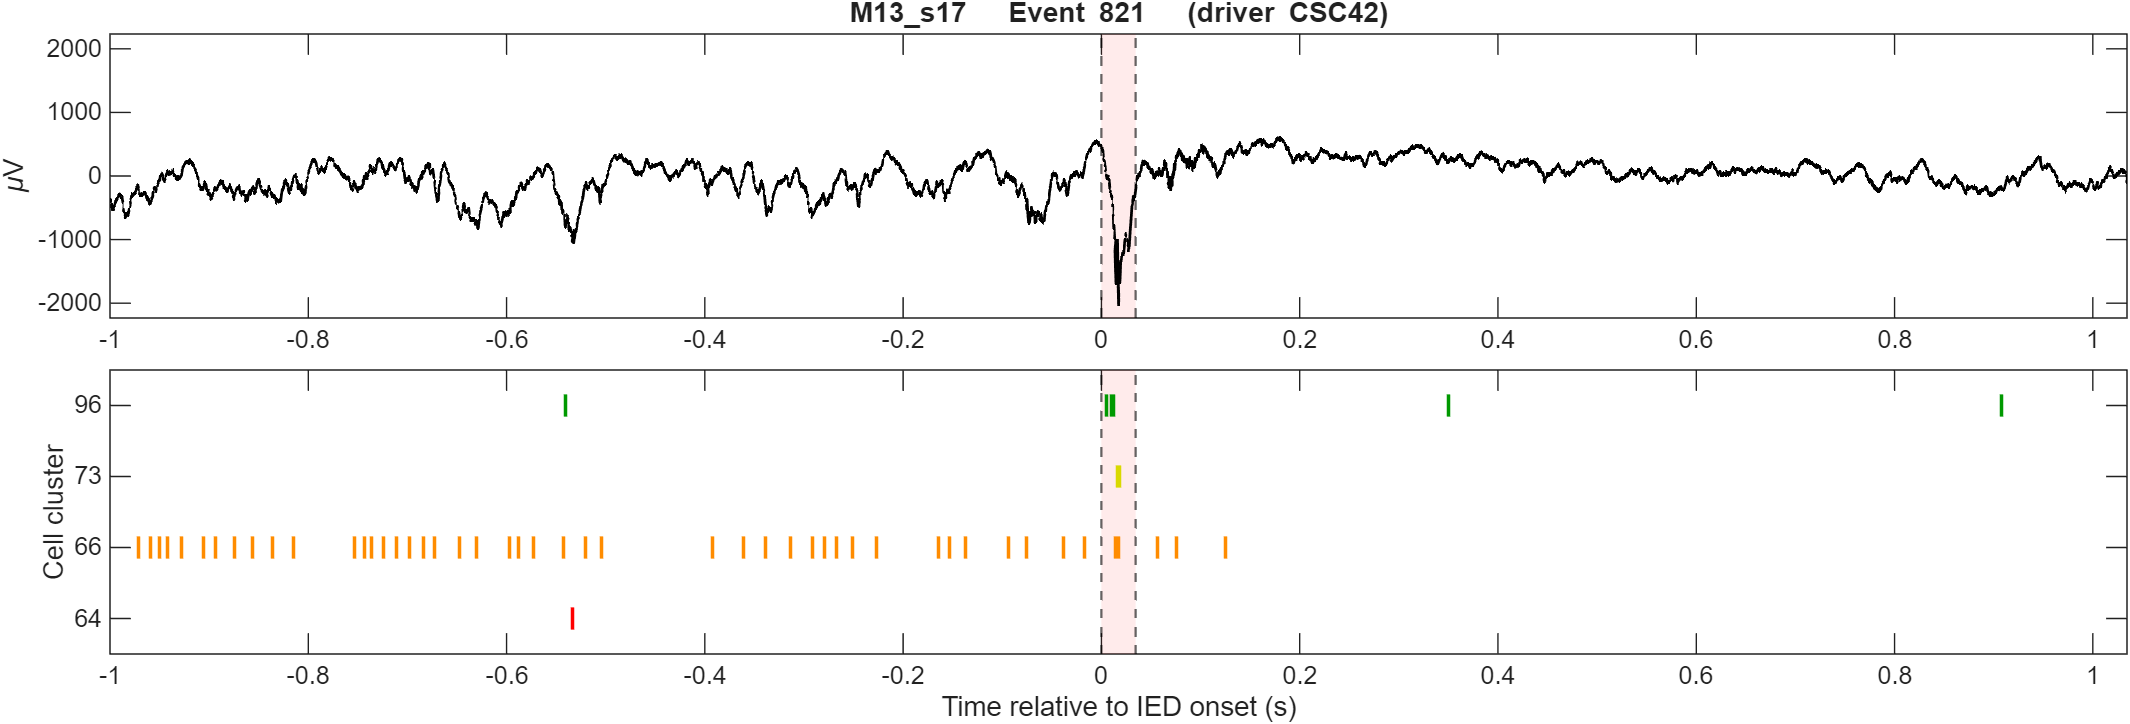 M13_s17 Event 821 (driver CSC42)
2000
1000
0
-1000
-2000
µV
-1 -0.8 -0.6 -0.4 -0.2 0 0.2 0.4 0.6 0.8 1
96
73
66
64
Cell cluster
-1 -0.8 -0.6 -0.4 -0.2 0 0.2 0.4 0.6 0.8 1
Time relative to IED onset (s)